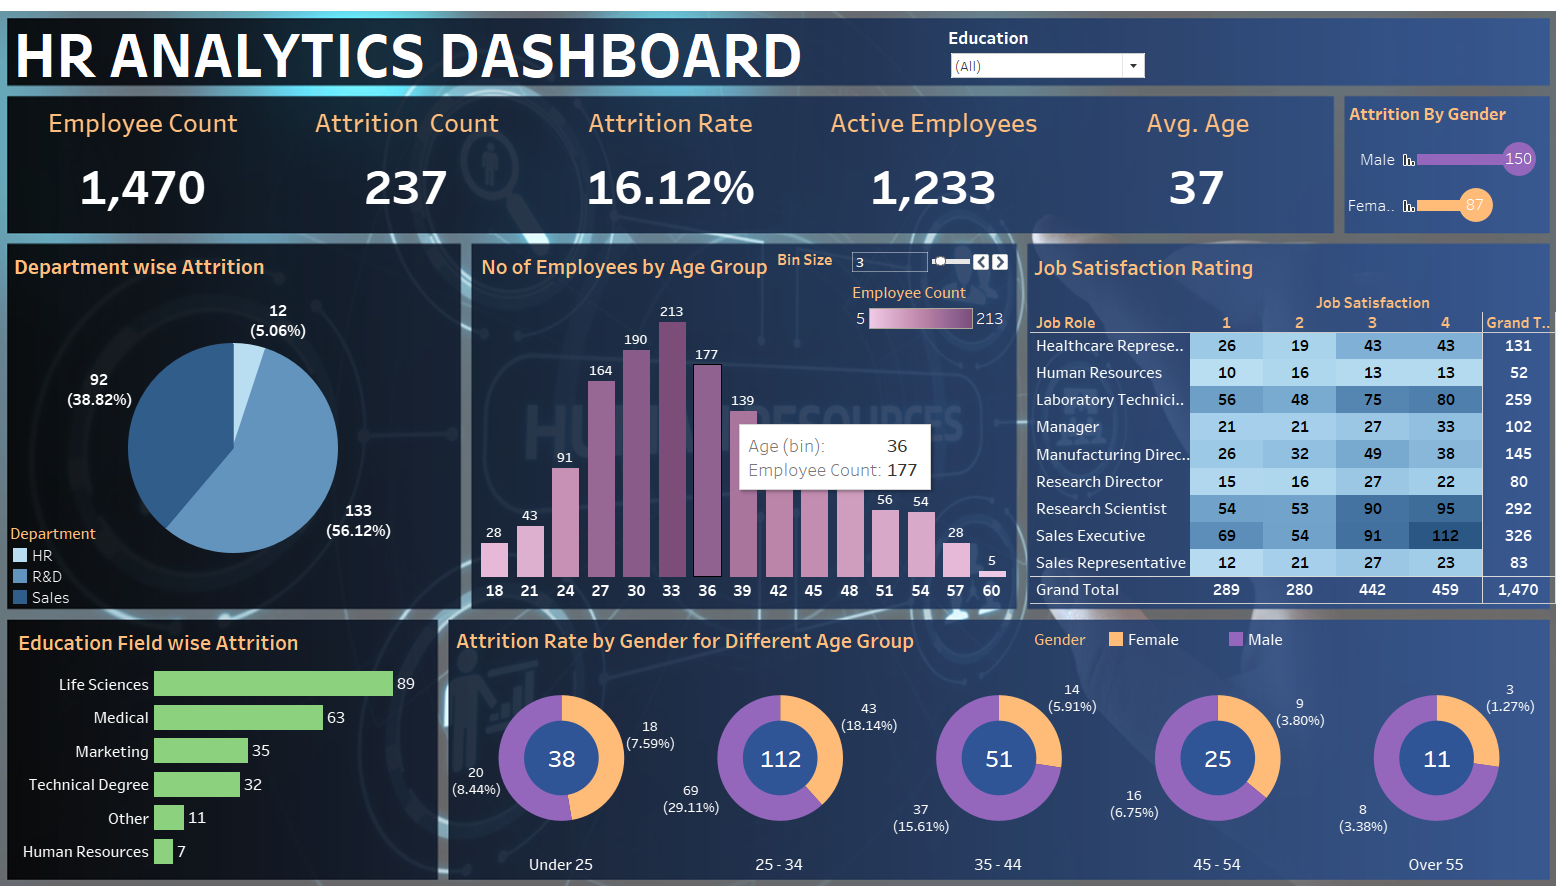 HR ANALYTICS DASHBOARD
Education
(All)
Employee Count
1,470
Attrition Count
237
Attrition Rate
16.12%
Active Employees
1,233
Avg. Age
37
Attrition By Gender
Male 150
Fema.. 87
Department wise Attrition
12
(5.06%)
92
(38.82%)
133
(56.12%)
Department
HR
R&D
Sales
No of Employees by Age Group
Bin Size
3
Employee Count
5 213
213
190
177
164
139
91
43
28
56
54
28
5
Age (bin): 36
Employee Count: 177
HUMAN RESOURCES
18 21 24 27 30 33 36 39 42 45 48 51 54 57 60
Job Satisfaction Rating
Job Satisfaction
Job Role 1 2 3 4 Grand T..
Healthcare Represe.. 26 19 43 43 131
Human Resources 10 16 13 13 52
Laboratory Technici.. 56 48 75 80 259
Manager 21 21 27 33 102
Manufacturing Direc.. 26 32 49 38 145
Research Director 15 16 27 22 80
Research Scientist 54 53 90 95 292
Sales Executive 69 54 91 112 326
Sales Representative 12 21 27 23 83
Grand Total 289 280 442 459 1,470
Education Field wise Attrition
Life Sciences 89
Medical 63
Marketing 35
Technical Degree 32
Other 11
Human Resources 7
Attrition Rate by Gender for Different Age Group
Gender Female Male
18
(7.59%)
38
20
(8.44%)
Under 25
43
(18.14%)
112
69
(29.11%)
25 - 34
14
(5.91%)
51
37
(15.61%)
35 - 44
9
(3.80%)
25
16
(6.75%)
45 - 54
3
(1.27%)
11
8
(3.38%)
Over 55